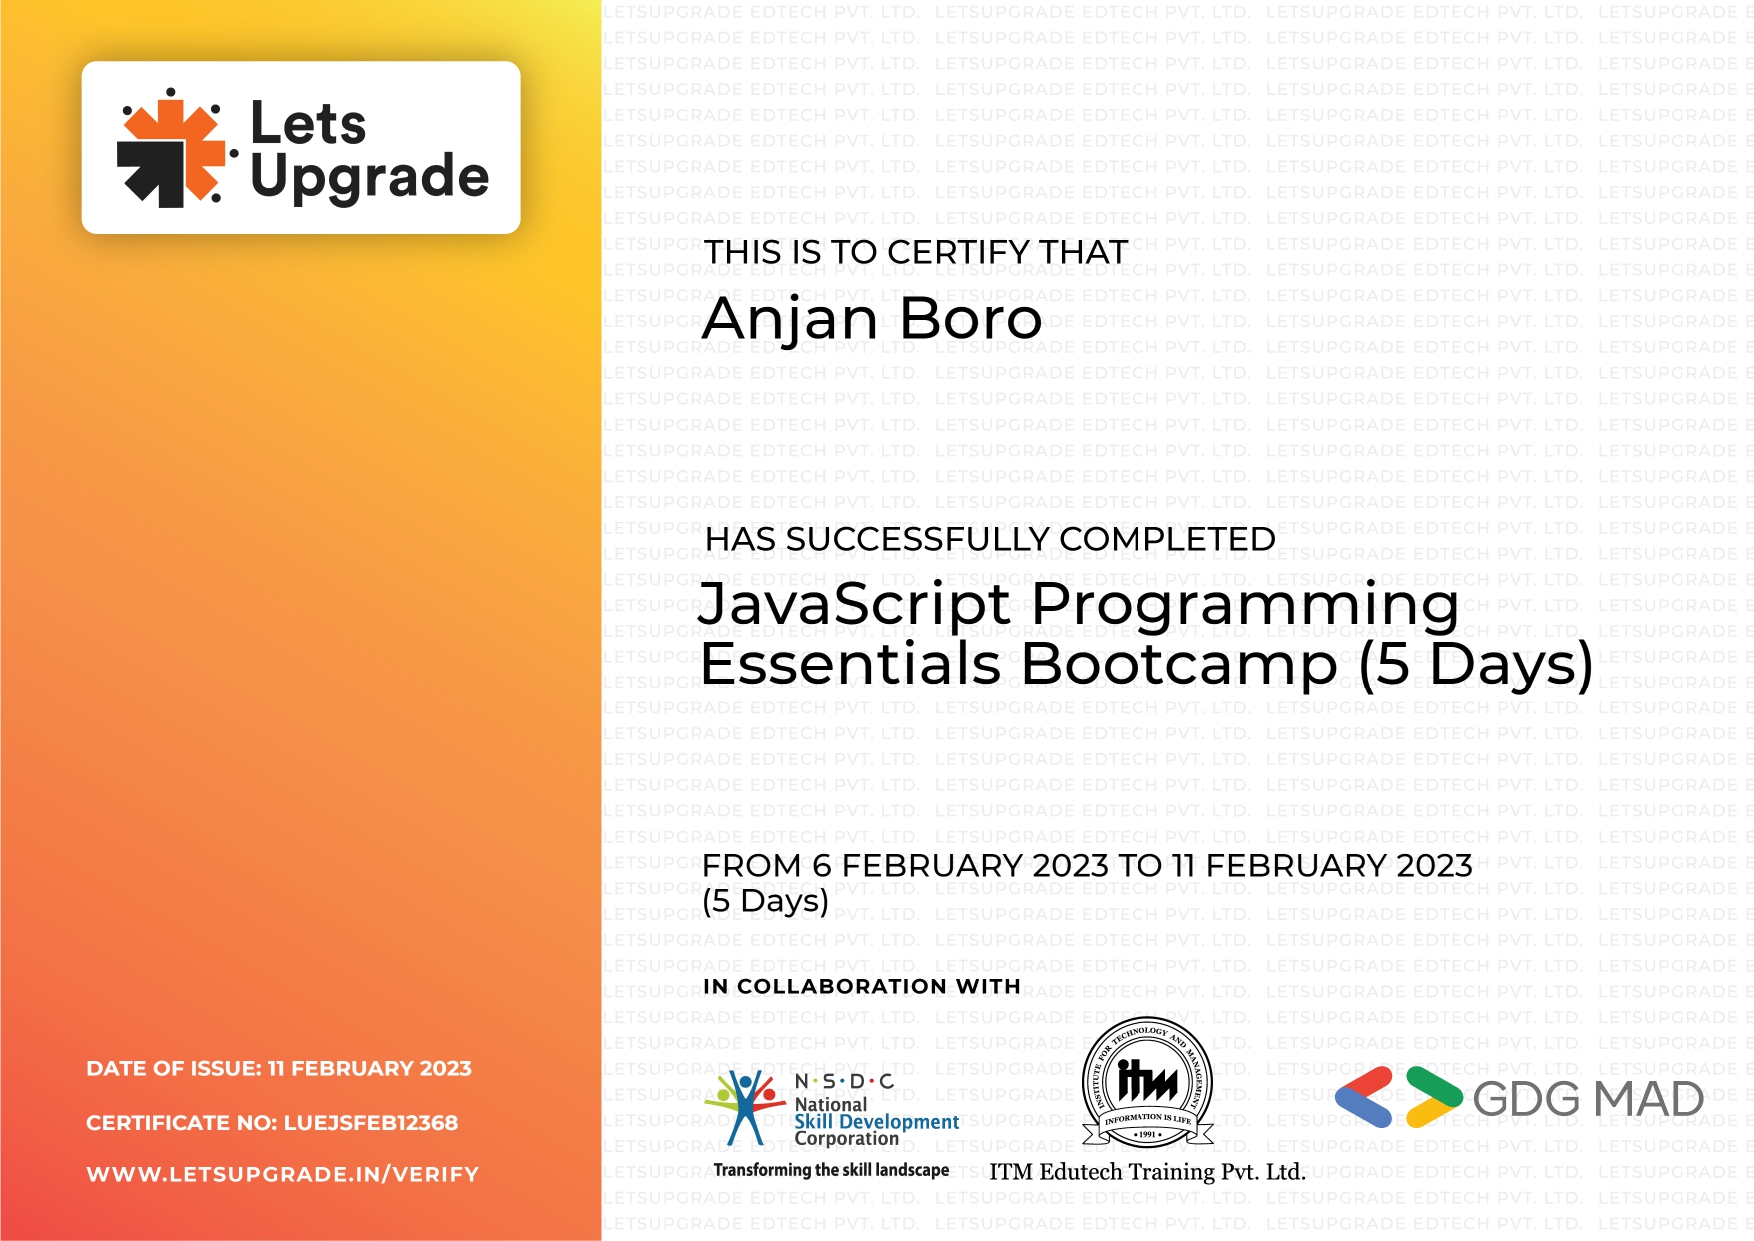 Lets
Upgrade
THIS IS TO CERTIFY THAT
Anjan Boro
HAS SUCCESSFULLY COMPLETED
JavaScript Programming
Essentials Bootcamp (5 Days)
FROM 6 FEBRUARY 2023 TO 11 FEBRUARY 2023
(5 Days)
IN COLLABORATION WITH
N·S·D·C
National
Skill Development
Corporation
Transforming the skill landscape
INSTITUTE FOR TECHNOLOGY AND MANAGEMENT
itm
INFORMATION IS LIFE
• 1991 •
ITM Edutech Training Pvt. Ltd.
GDG MAD
DATE OF ISSUE: 11 FEBRUARY 2023
CERTIFICATE NO: LUEJSFEB12368
WWW.LETSUPGRADE.IN/VERIFY
LETSUPGRADE EDTECH PVT. LTD.